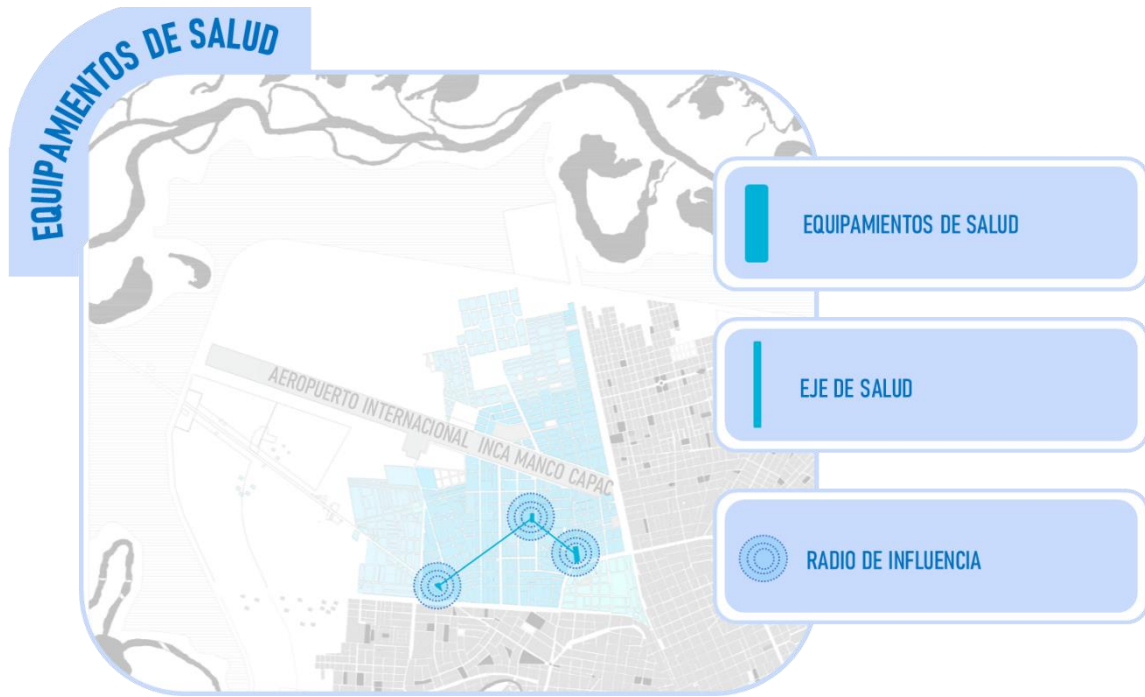 EQUIPAMIENTOS DE SALUD
EQUIPAMIENTOS DE SALUD
AEROPUERTO INTERNACIONAL INCA MANCO CAPAC
EJE DE SALUD
RADIO DE INFLUENCIA